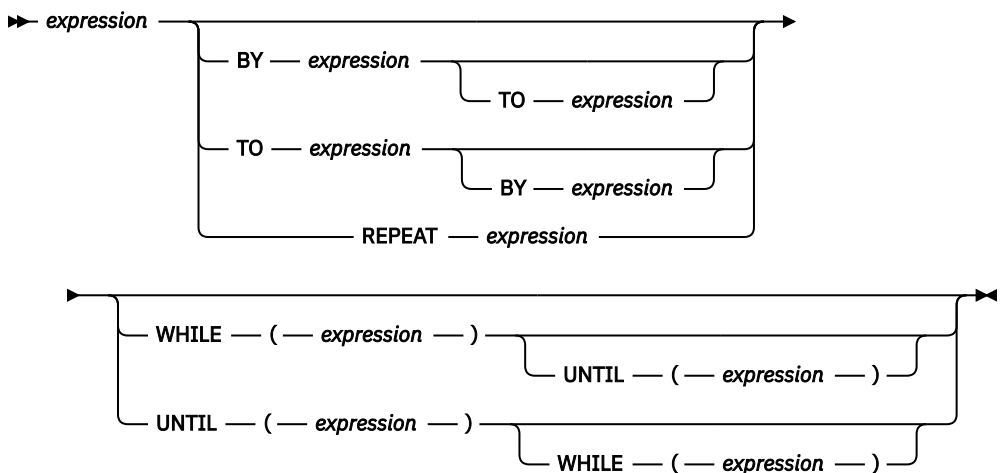 expression
BY expression
TO expression
TO expression
BY expression
REPEAT expression
WHILE ( expression )
UNTIL ( expression )
UNTIL ( expression )
WHILE ( expression )